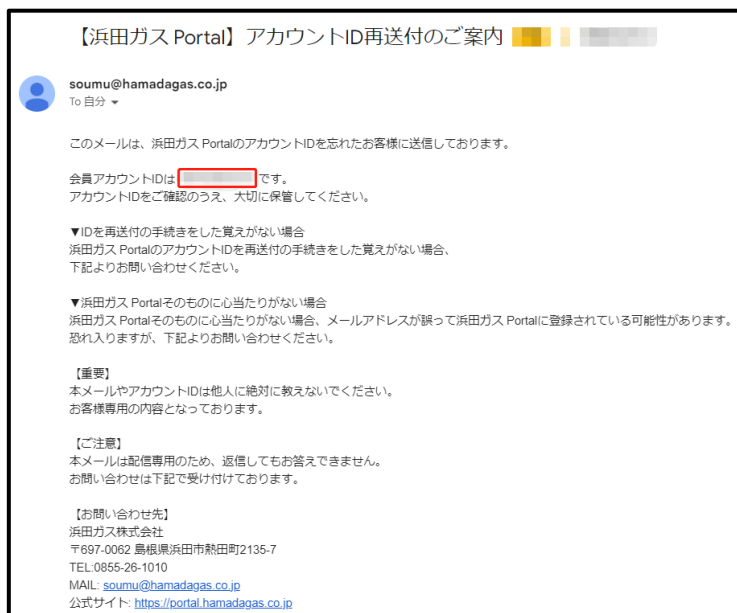 【浜田ガス Portal】アカウントID再送付のご案内
soumu@hamadagas.co.jp
To 自分
このメールは、浜田ガス PortalのアカウントIDを忘れたお客様に送信しております。
会員アカウントIDは です。
アカウントIDをご確認のうえ、大切に保管してください。
▼IDを再送付の手続きをした覚えがない場合
浜田ガス PortalのアカウントIDを再送付の手続きをした覚えがない場合、
下記よりお問い合わせください。
▼浜田ガス Portalそのものに心当たりがない場合
浜田ガス Portalそのものに心当たりがない場合、メールアドレスが誤って浜田ガス Portalに登録されている可能性があります。
恐れ入りますが、下記よりお問い合わせください。
【重要】
本メールやアカウントIDは他人に絶対に教えないでください。
お客様専用の内容となっております。
【ご注意】
本メールは配信専用のため、返信してもお答えできません。
お問い合わせは下記で受け付けております。
【お問い合わせ先】
浜田ガス株式会社
〒697-0062 島根県浜田市熱田町2135-7
TEL:0855-26-1010
MAIL: soumu@hamadagas.co.jp
公式サイト: https://portal.hamadagas.co.jp